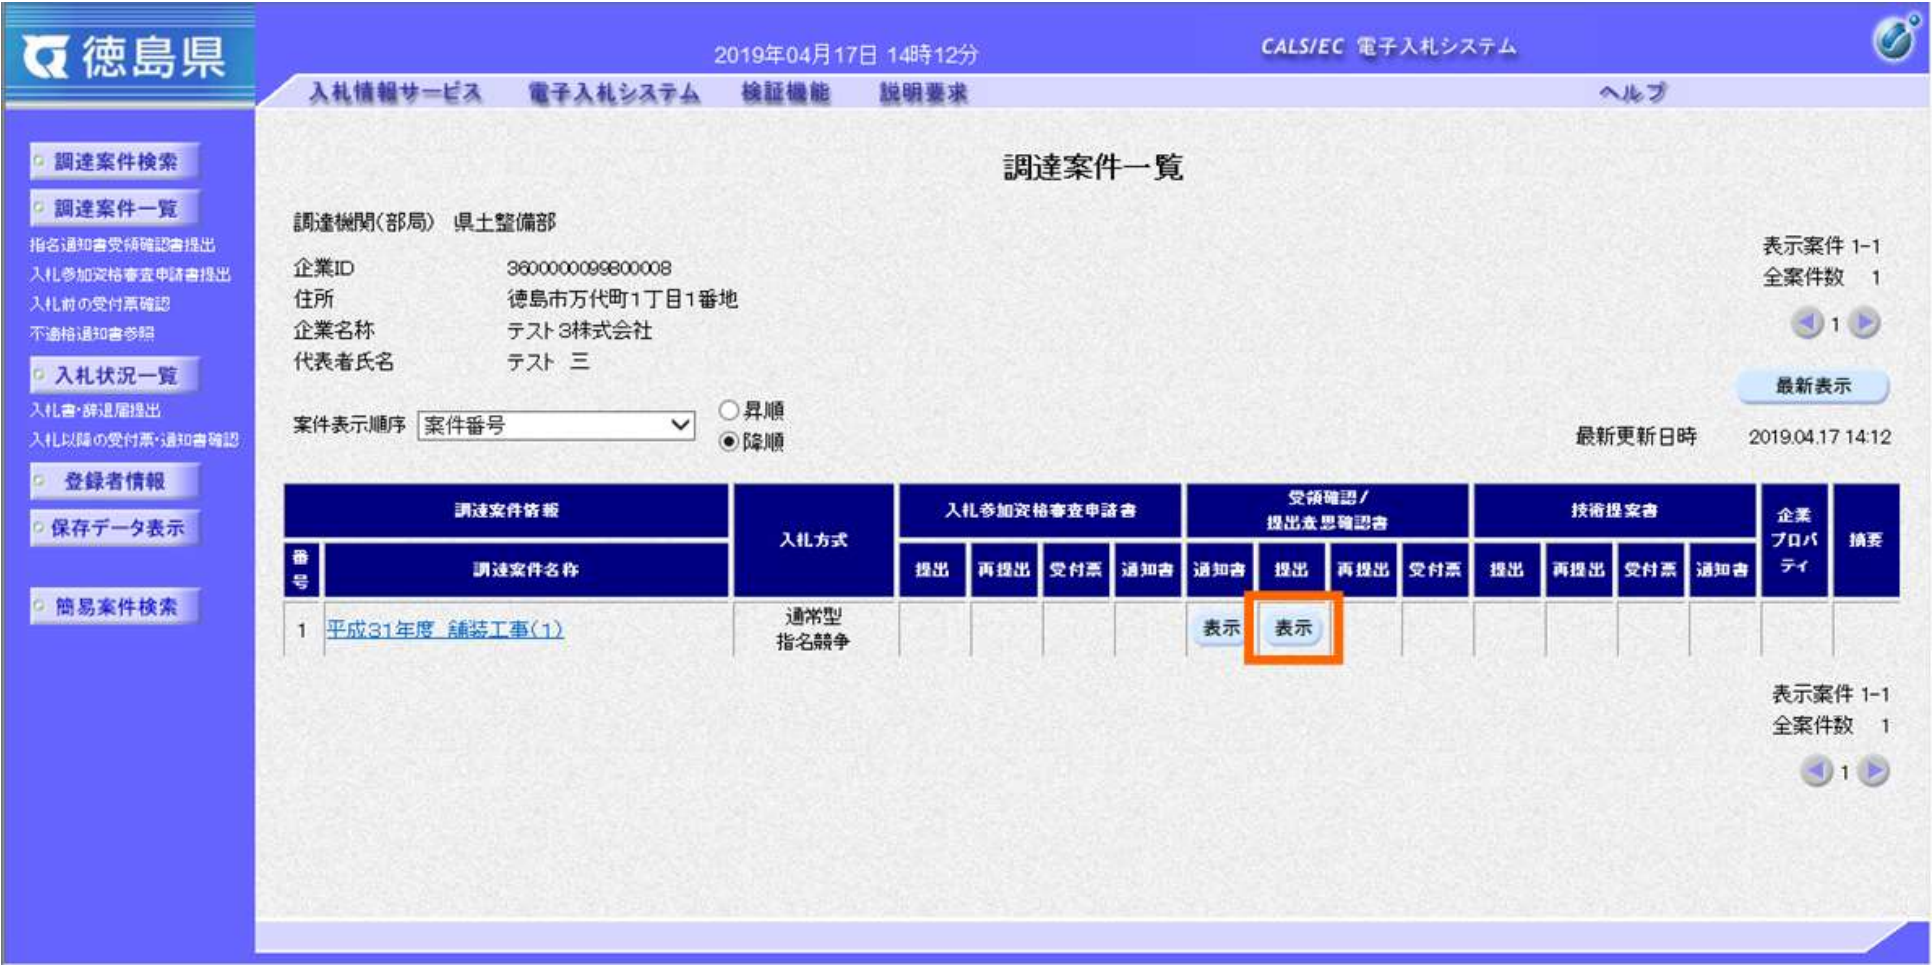 徳島県
2019年04月17日 14時12分
CALS/EC 電子入札システム
入札情報サービス 電子入札システム 検証機能 説明要求 ヘルプ
調達案件検索
調達案件一覧
指名通知書受領確認書提出
入札参加資格審査申請書提出
入札前の受付票確認
不適格通知書参照
入札状況一覧
入札書・辞退届提出
入札以降の受付票・通知書確認
登録者情報
保存データ表示
簡易案件検索
調達案件一覧
調達機関(部局) 県土整備部
企業ID 3600000099800008
住所 徳島市万代町1丁目1番地
企業名称 テスト3株式会社
代表者氏名 テスト 三
表示案件 1-1
全案件数 1
1
最新表示
案件表示順序 案件番号
昇順
降順
最新更新日時 2019.04.17 14:12
調達案件情報 入札方式 入札参加資格審査申請書 受領確認/ 技術提案書 企業 摘要
提出意思確認書 プロパ
ティ
番号 調達案件名称 提出 再提出 受付票 通知書 通知書 提出 再提出 受付票 提出 再提出 受付票 通知書
1 平成31年度 舗装工事(1) 通常型 表示 表示
指名競争
表示案件 1-1
全案件数 1
1